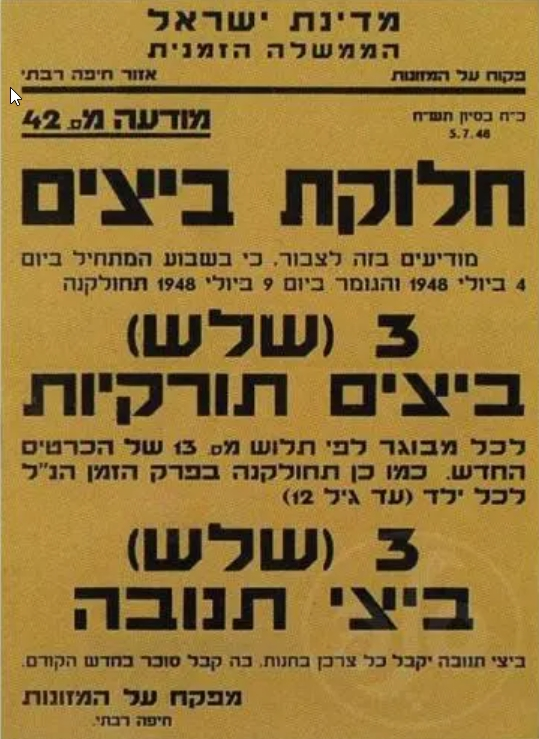 מדינת ישראל
הממשלה הזמנית
פקוח על המזונות אזור חיפה רבתי
כ"ח בסיון תש"ח
5.7.48
מודעה מס. 42
חלוקת ביצים
מודיעים בזה לצבור, כי בשבוע המתחיל ביום
4 ביולי 1948 והגומר ביום 9 ביולי 1948 תחולקנה
3 (שלש)
ביצים תורקיות
לכל מבוגר לפי תלוש מס. 13 של הכרטיס
החדש. כמו כן תחולקנה בפרק הזמן הנ"ל
לכל ילד (עד גיל 12)
3 (שלש)
ביצי תנובה
ביצי תנובה יקבל כל צרכן בחנות, בה קבל סוכר בחדש הקודם.
מפקח על המזונות
חיפה רבתי.